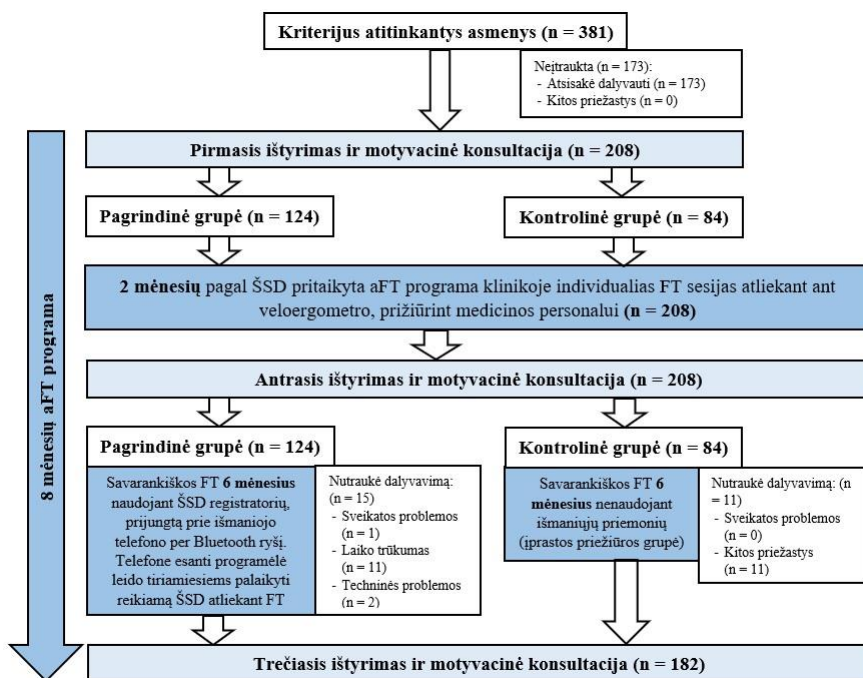 Kriterijus atitinkantys asmenys (n = 381)
Neįtraukta (n = 173):
- Atsisakė dalyvauti (n = 173)
- Kitos priežastys (n = 0)
8 mėnesių aFT programa
Pirmasis ištyrimas ir motyvacinė konsultacija (n = 208)
Pagrindinė grupė (n = 124)
Kontrolinė grupė (n = 84)
2 mėnesių pagal ŠSD pritaikyta aFT programa klinikoje individualias FT sesijas atliekant ant
veloergometro, prižiūrint medicinos personalui (n = 208)
Antrasis ištyrimas ir motyvacinė konsultacija (n = 208)
Pagrindinė grupė (n = 124)
Savarankiškos FT 6 mėnesius
naudojant ŠSD registratorių,
prijungtą prie išmaniojo
telefono per Bluetooth ryšį.
Telefone esanti programėlė
leido tiriamiesiems palaikyti
reikiamą ŠSD atliekant FT
Nutraukė dalyvavimą:
(n = 15)
- Sveikatos problemos
(n = 1)
- Laiko trūkumas
(n = 11)
- Techninės problemos
(n = 2)
Kontrolinė grupė (n = 84)
Savarankiškos FT 6
mėnesius nenaudojant
išmaniųjų priemonių
(įprastos priežiūros grupė)
Nutraukė dalyvavimą: (n
= 11)
- Sveikatos problemos
(n = 0)
- Kitos priežastys
(n = 11)
Trečiasis ištyrimas ir motyvacinė konsultacija (n = 182)